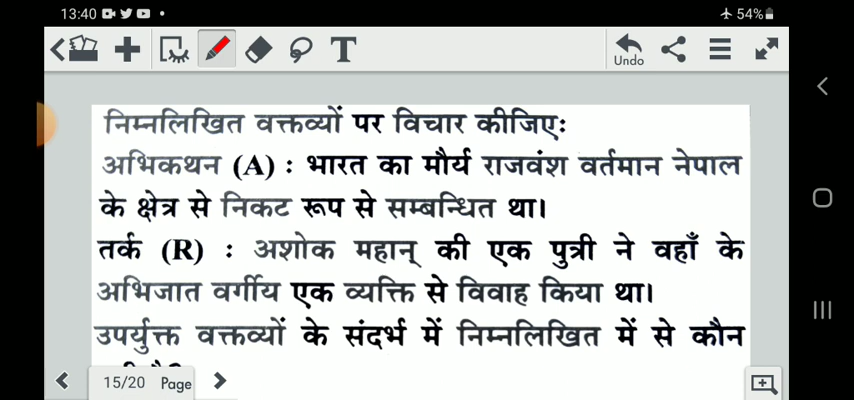 13:40
54%
T
Undo
निम्नलिखित वक्तव्यों पर विचार कीजिएः
अभिकथन (A) : भारत का मौर्य राजवंश वर्तमान नेपाल
के क्षेत्र से निकट रूप से सम्बन्धित था।
तर्क (R) : अशोक महान् की एक पुत्री ने वहाँ के
अभिजात वर्गीय एक व्यक्ति से विवाह किया था।
उपर्युक्त वक्तव्यों के संदर्भ में निम्नलिखित में से कौन
15/20 Page